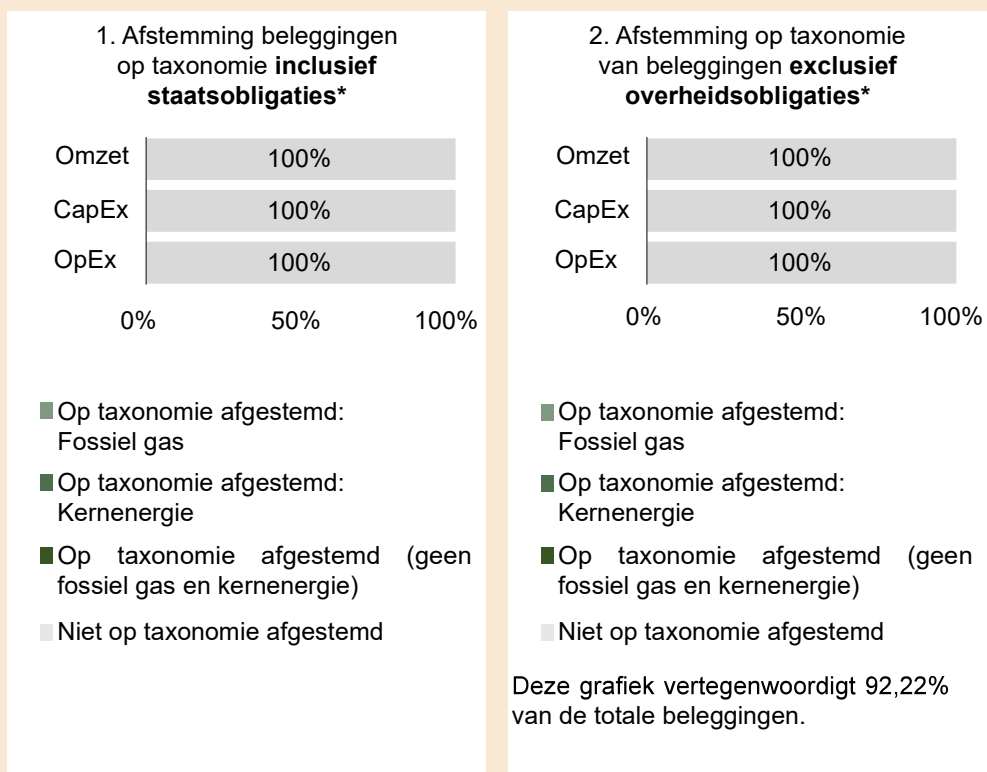 1. Afstemming beleggingen
op taxonomie inclusief
staatsobligaties*
Omzet 100%
CapEx 100%
OpEx 100%
0% 50% 100%
Op taxonomie afgestemd:
Fossiel gas
Op taxonomie afgestemd:
Kernenergie
Op taxonomie afgestemd (geen
fossiel gas en kernenergie)
Niet op taxonomie afgestemd
2. Afstemming op taxonomie
van beleggingen exclusief
overheidsobligaties*
Omzet 100%
CapEx 100%
OpEx 100%
0% 50% 100%
Op taxonomie afgestemd:
Fossiel gas
Op taxonomie afgestemd:
Kernenergie
Op taxonomie afgestemd (geen
fossiel gas en kernenergie)
Niet op taxonomie afgestemd
Deze grafiek vertegenwoordigt 92,22%
van de totale beleggingen.